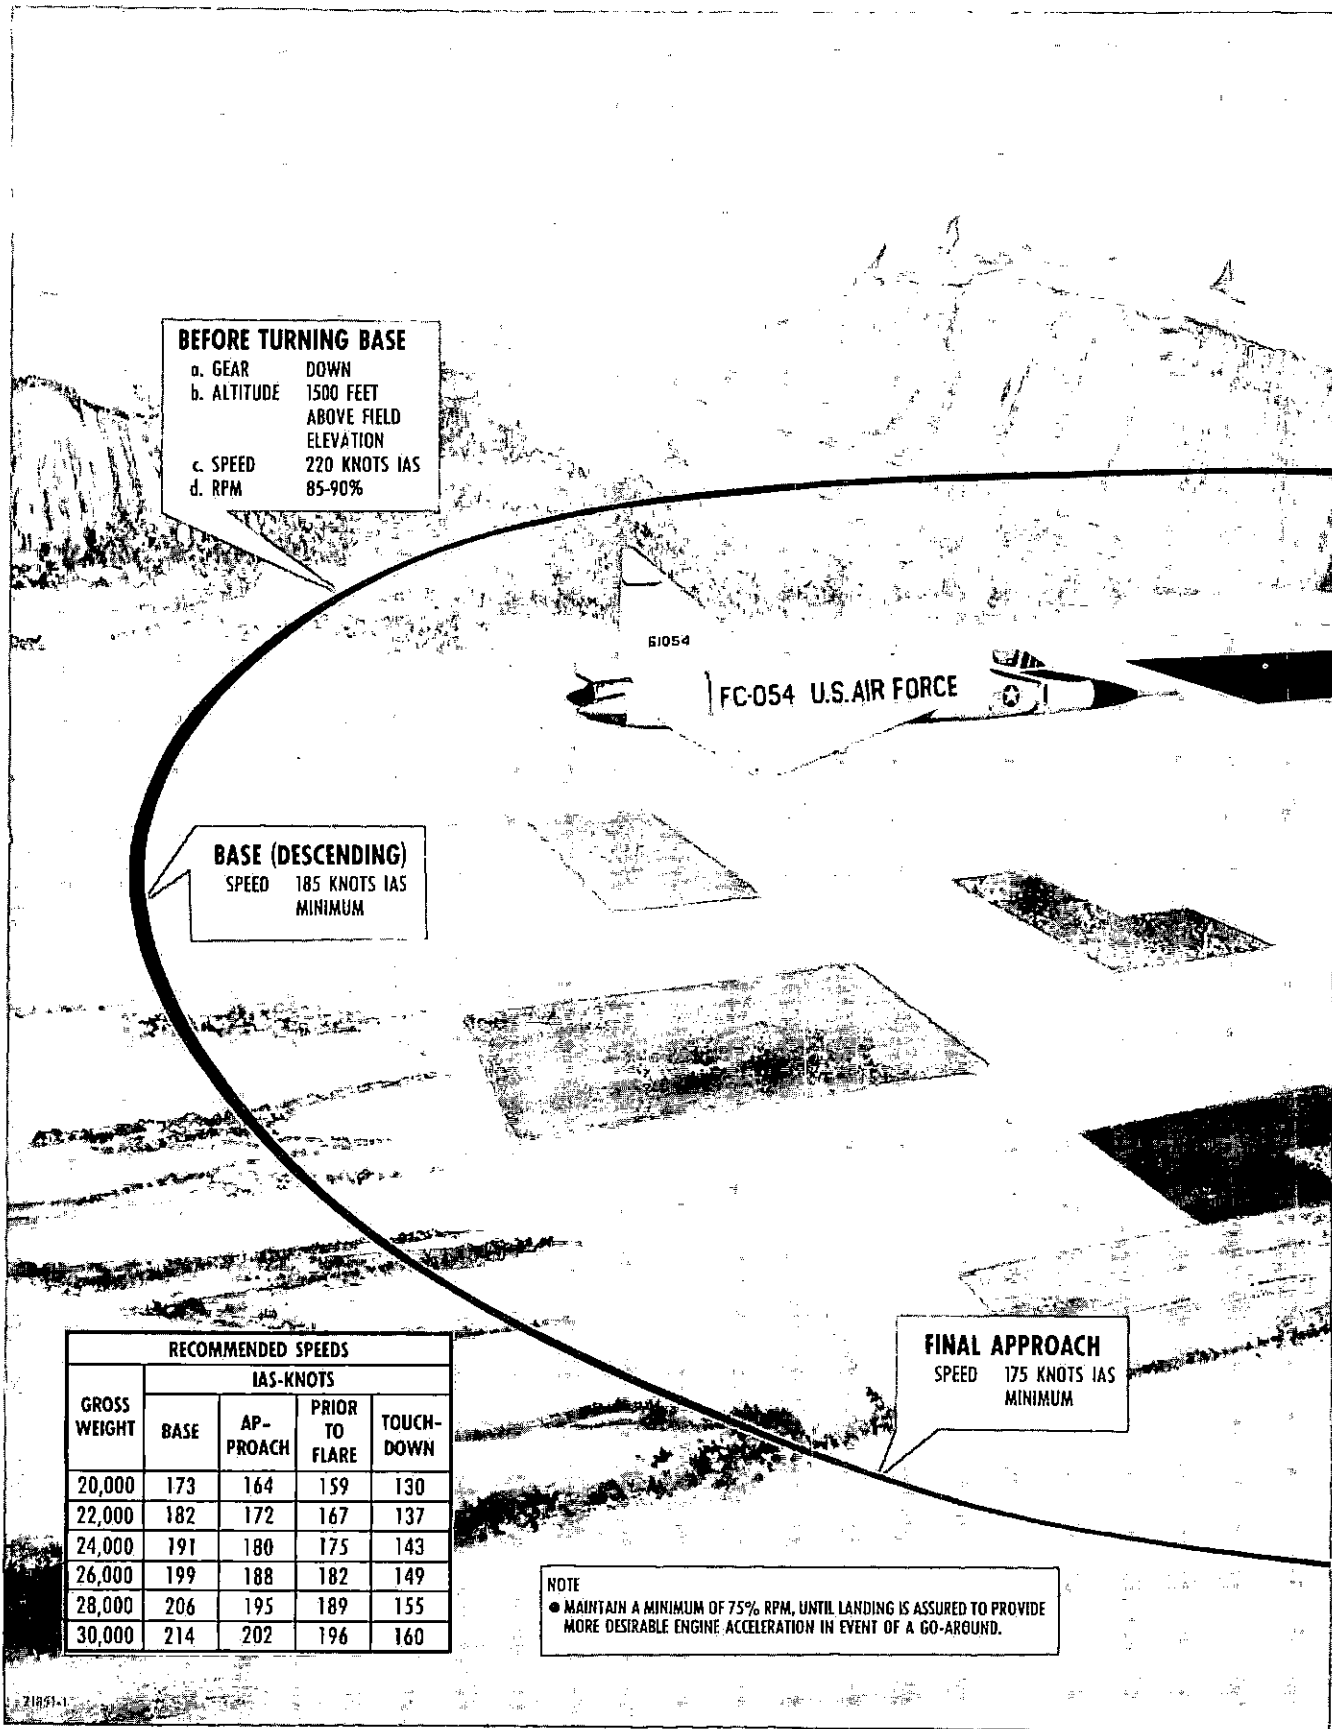 BEFORE TURNING BASE
a. GEAR DOWN
b. ALTITUDE 1500 FEET
ABOVE FIELD
ELEVATION
c. SPEED 220 KNOTS IAS
d. RPM 85-90%
61054
FC-054 U.S. AIR FORCE
BASE (DESCENDING)
SPEED 185 KNOTS IAS
MINIMUM
FINAL APPROACH
SPEED 175 KNOTS IAS
MINIMUM
RECOMMENDED SPEEDS
IAS-KNOTS
GROSS WEIGHT BASE AP-PROACH PRIOR TO FLARE TOUCH-DOWN
20,000 173 164 159 130
22,000 182 172 167 137
24,000 191 180 175 143
26,000 199 188 182 149
28,000 206 195 189 155
30,000 214 202 196 160
NOTE
● MAINTAIN A MINIMUM OF 75% RPM, UNTIL LANDING IS ASSURED TO PROVIDE
MORE DESIRABLE ENGINE ACCELERATION IN EVENT OF A GO-AROUND.